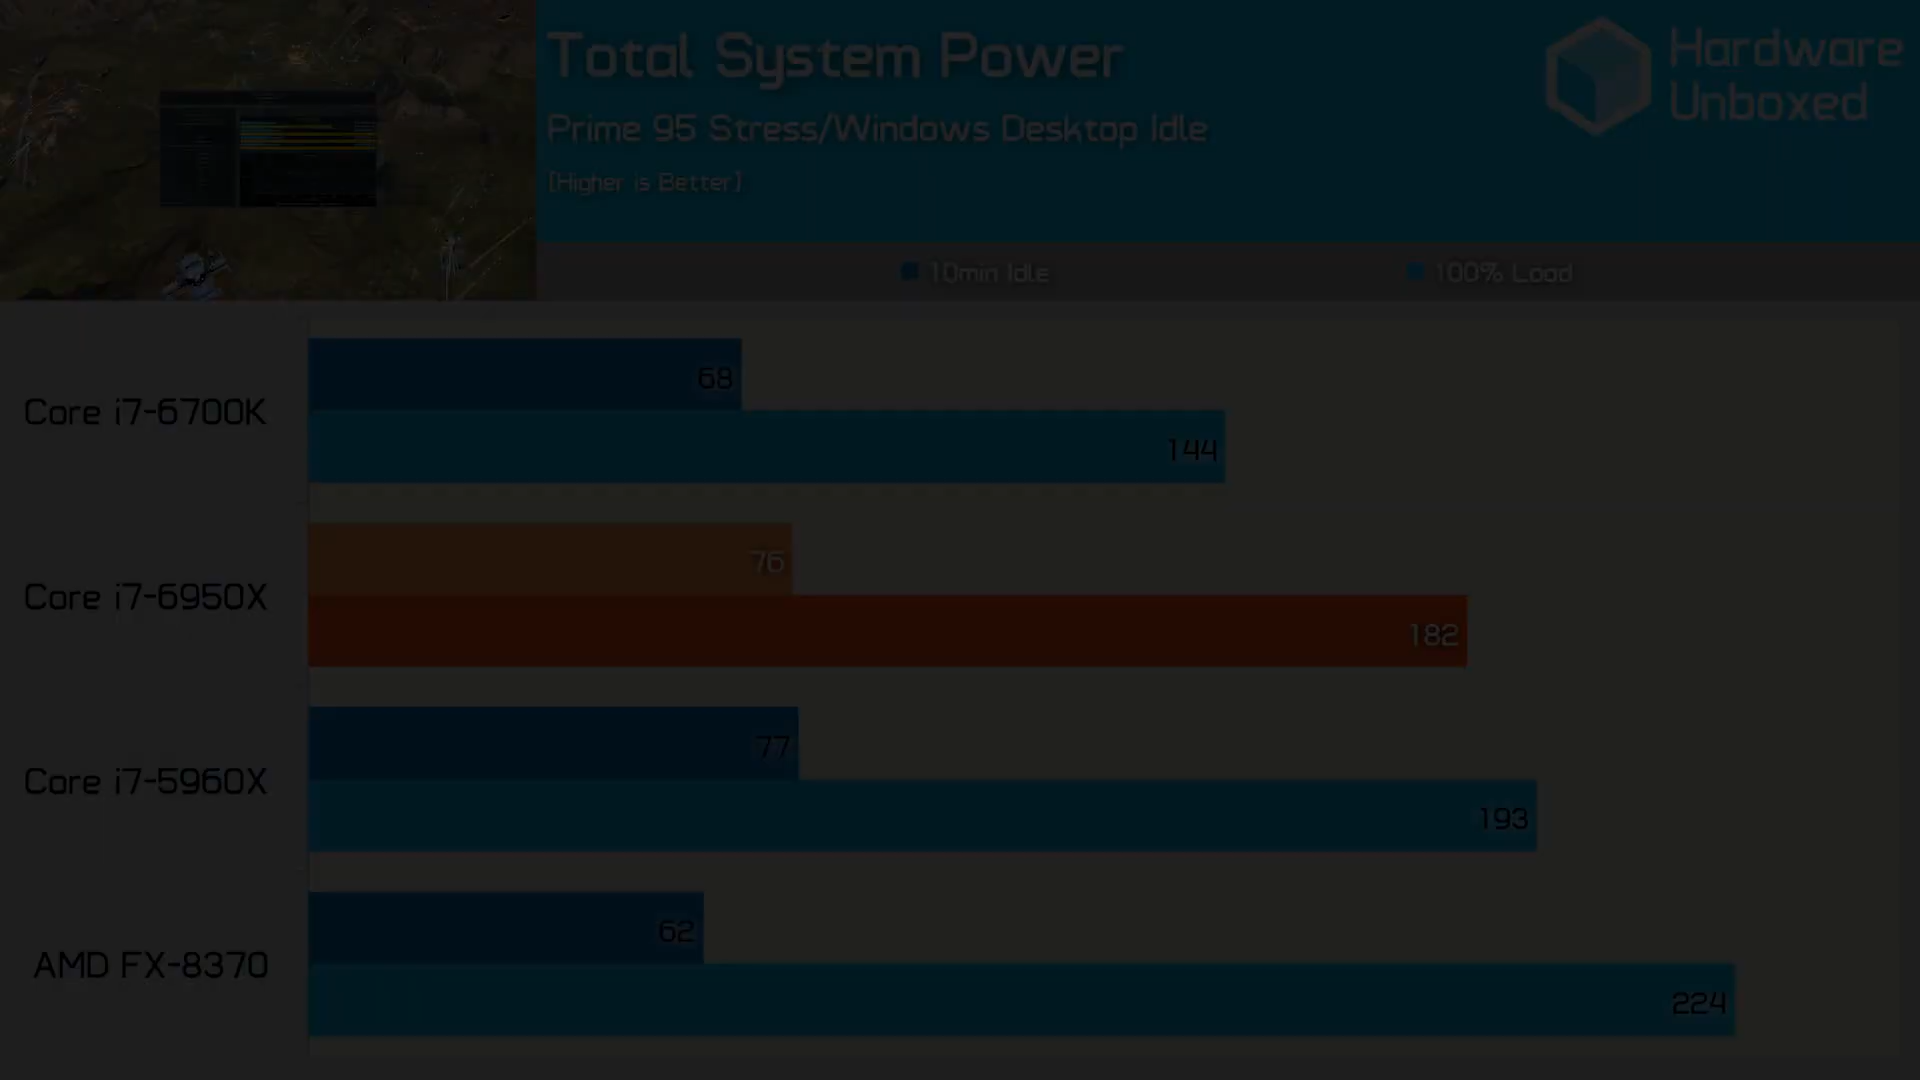 Total System Power
Prime 95 Stress/Windows Desktop Idle
[Higher is Better]
Hardware
Unboxed
10min Idle
100% Load
Core i7-6700K
68
144
Core i7-6950X
76
182
Core i7-5960X
77
193
AMD FX-8370
62
224